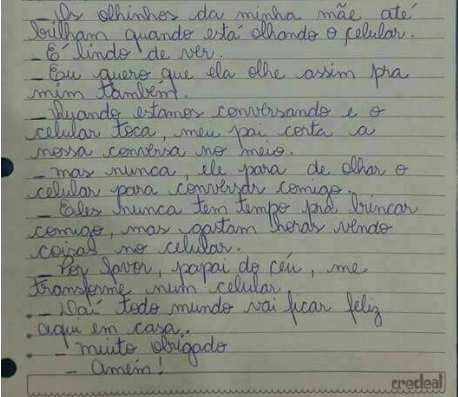 Os olhinhos da minha mãe até
brilham quando está olhando o celular.
– É lindo de ver.
– Eu quero que ela olhe assim pra
mim também.
– Quando estamos conversando e o
celular toca, meu pai corta a
nossa conversa no meio.
– mas nunca, ele para de olhar o
celular para conversar comigo.
– Eles nunca tem tempo pra brincar
comigo, mas gastam horas vendo
coisas no celular.
– Por favor, papai do céu, me
transforme num celular
– Daí todo mundo vai ficar feliz
aqui em casa.
– muito obrigado
– Amém!
credeal